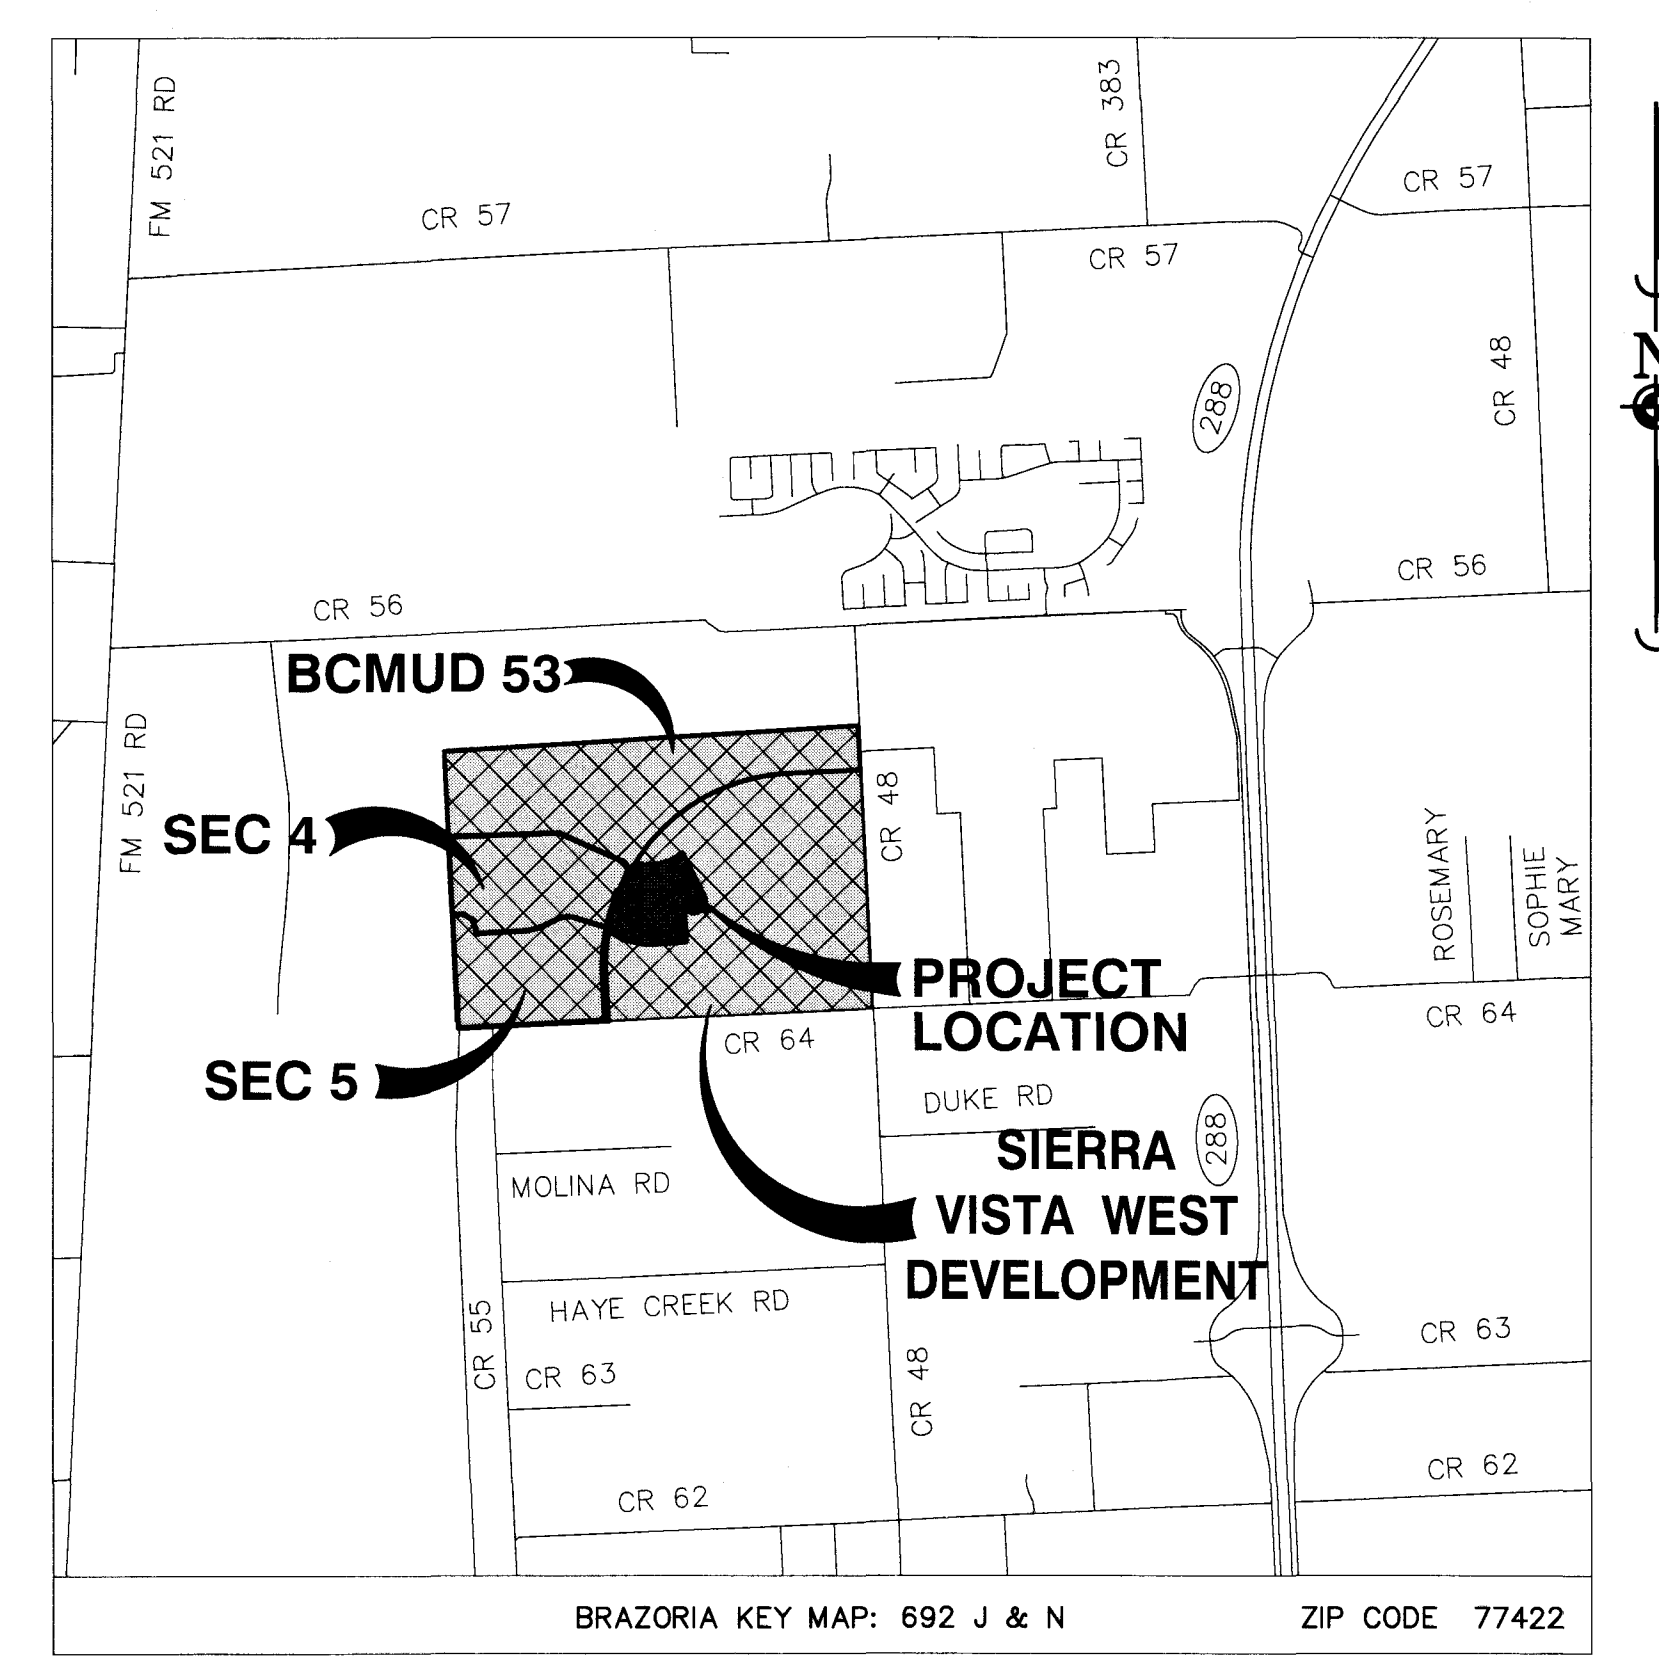 FM 521 RD
CR 383
CR 57
CR 57
CR 57
288
CR 48
N
CR 56
CR 56
BCMUD 53
FM 521 RD
SEC 4
CR 48
ROSEMARY
SOPHIE
MARY
PROJECT
LOCATION
CR 64
CR 64
SEC 5
DUKE RD
SIERRA
VISTA WEST
DEVELOPMENT
288
MOLINA RD
HAYE CREEK RD
CR 55
CR 63
CR 63
CR 48
CR 62
CR 62
BRAZORIA KEY MAP: 692 J & N
ZIP CODE 77422